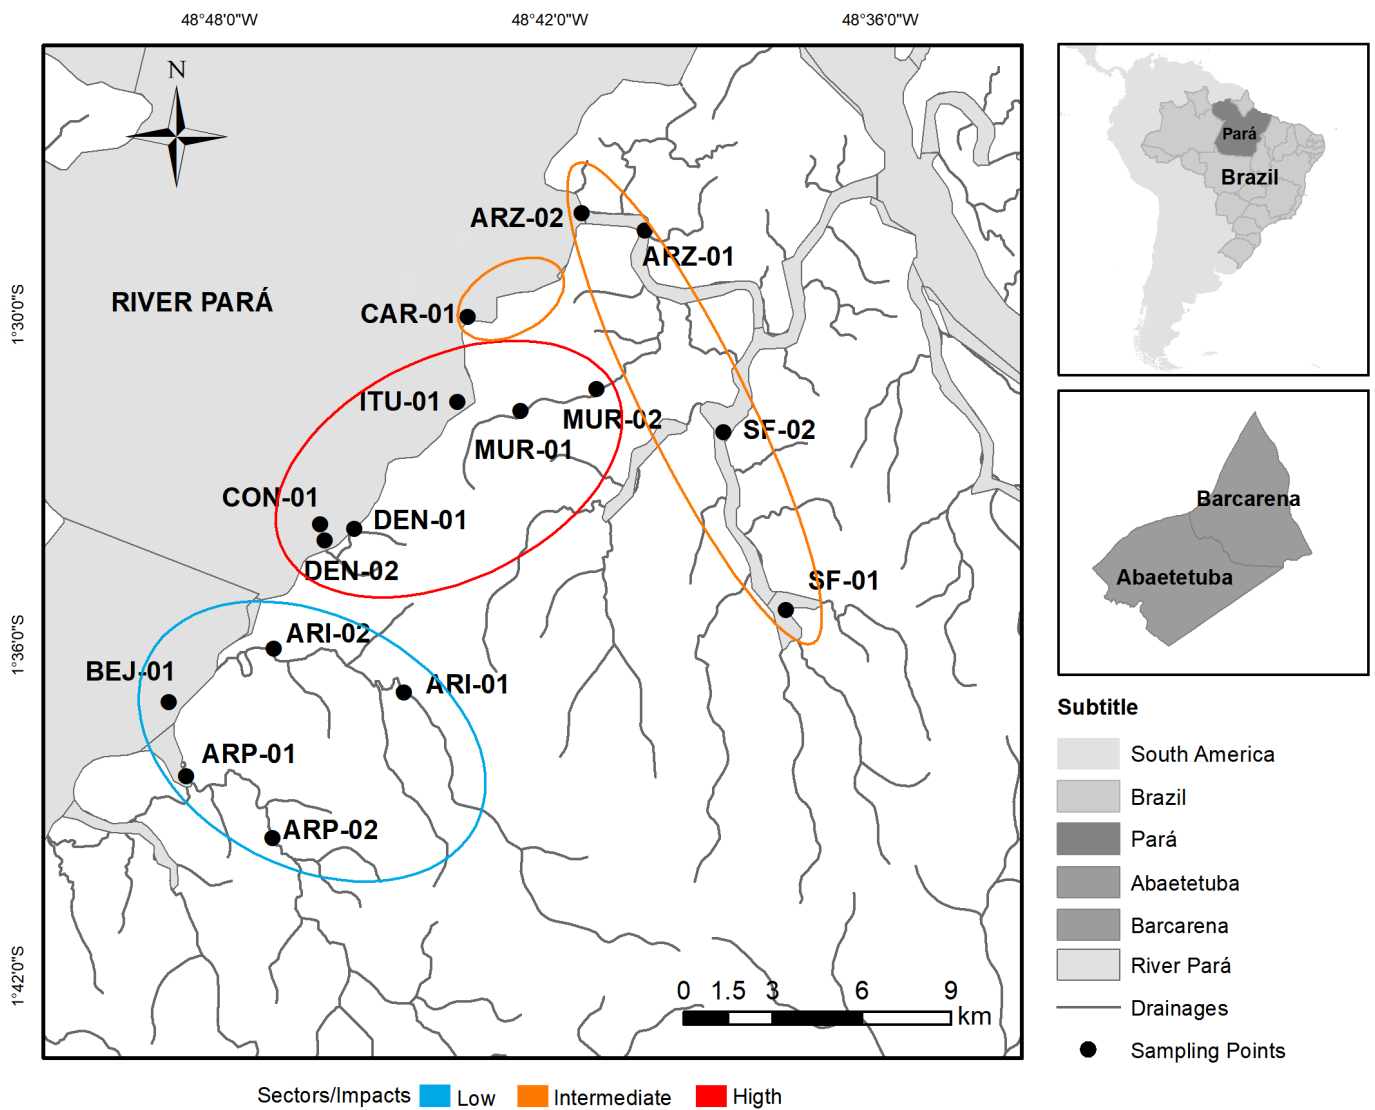 48°48'0"W
48°42'0"W
48°36'0"W
N
ARZ-02
ARZ-01
1°30'0"S
RIVER PARÁ
CAR-01
ITU-01
MUR-02
MUR-01
SF-02
CON-01
DEN-01
DEN-02
SF-01
1°36'0"S
ARI-02
BEJ-01
ARI-01
ARP-01
ARP-02
1°42'0"S
0 1.5 3 6 9
km
Pará
Brazil
Barcarena
Abaetetuba
Subtitle
South America
Brazil
Pará
Abaetetuba
Barcarena
River Pará
Drainages
Sampling Points
Sectors/Impacts Low Intermediate Higth